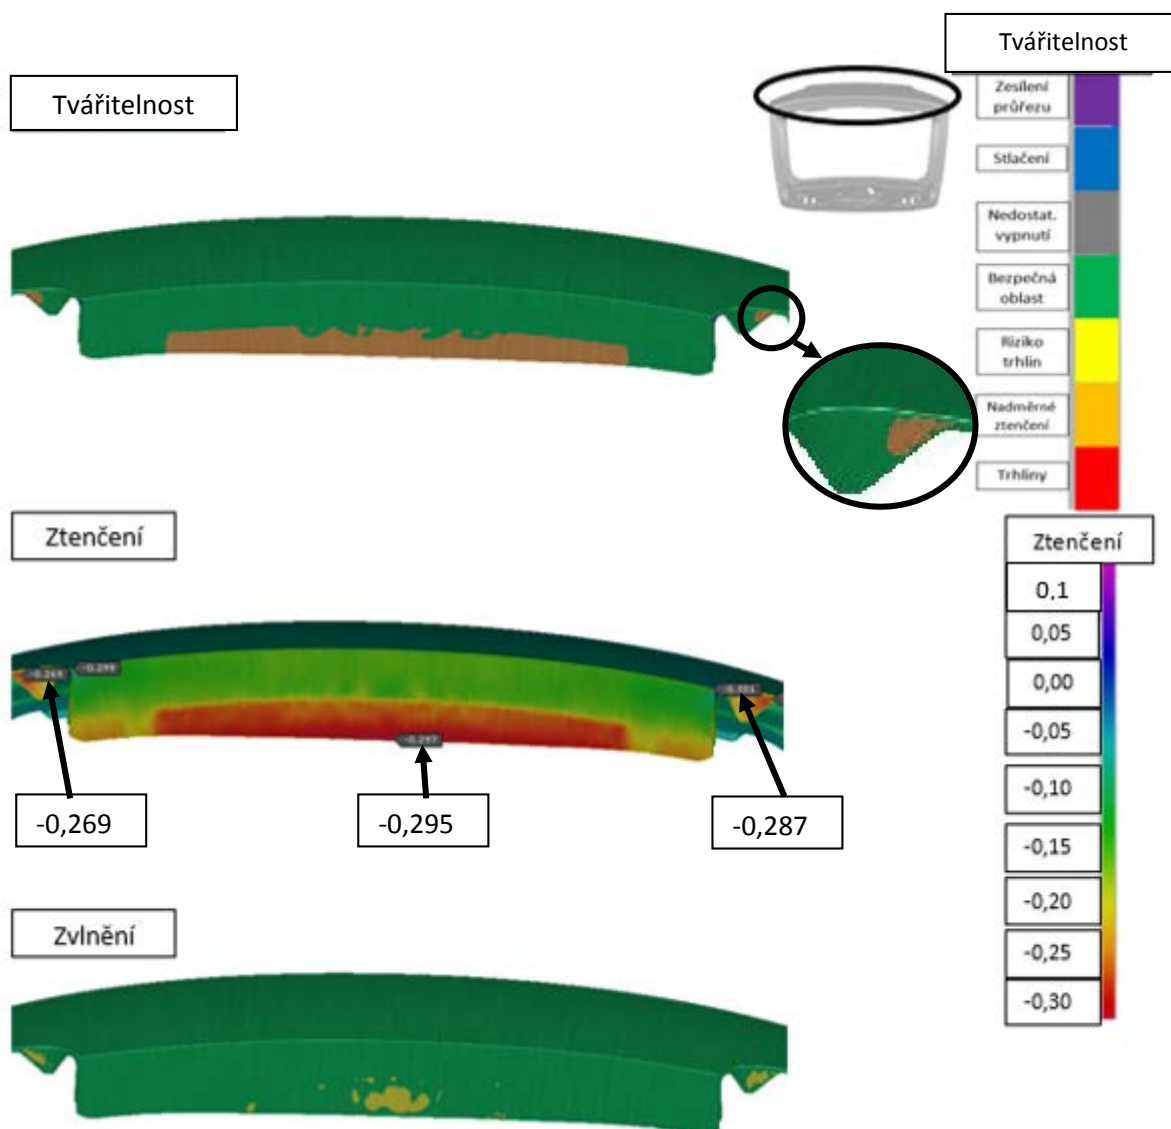 Tvářitelnost
Tvářitelnost
Zesílení
průřezu
Stlačení
Nedostat.
vypnutí
Bezpečná
oblast
Riziko
trhlin
Nadměrné
ztenčení
Trhliny
Ztenčení
Ztenčení
0,1
0,05
0,00
-0,05
-0,10
-0,15
-0,20
-0,25
-0,30
-0.269
-0,269
-0,295
-0,287
Zvlnění